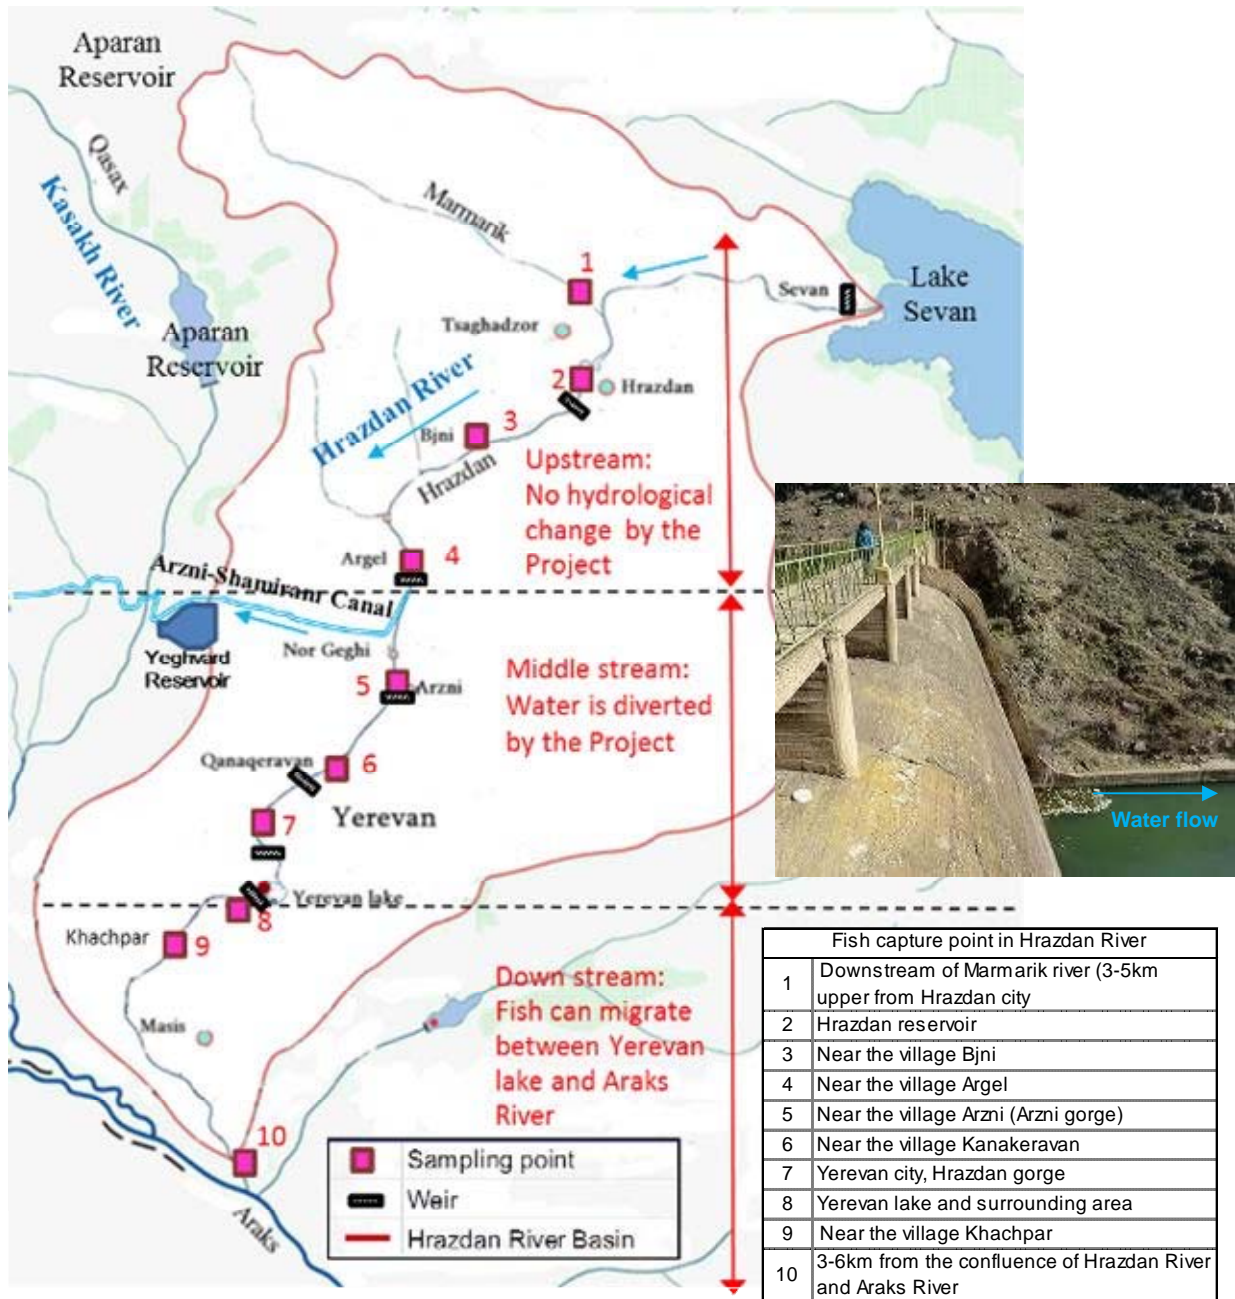 Aparan
Reservoir
Qasax
Kasakh River
Aparan
Reservoir
Marmarik
1
Sevan
Lake
Sevan
Tsaghadzor
2
Hrazdan
Hrazdan River
Bjni
3
Hrazdan
Upstream:
No hydrological
change by the
Project
Argel
4
Arzni-Shamiranr Canal
Yeghvard
Reservoir
Nor Geghi
5
Arzni
Middle stream:
Water is diverted
by the Project
Qanaqeravan
6
7
Yerevan
Water flow
Yerevan lake
8
Khachpar
9
Masis
Down stream:
Fish can migrate
between Yerevan
lake and Araks
River
10
Araks
Sampling point
Weir
Hrazdan River Basin
Fish capture point in Hrazdan River
1 Downstream of Marmarik river (3-5km
upper from Hrazdan city
2 Hrazdan reservoir
3 Near the village Bjni
4 Near the village Argel
5 Near the village Arzni (Arzni gorge)
6 Near the village Kanakeravan
7 Yerevan city, Hrazdan gorge
8 Yerevan lake and surrounding area
9 Near the village Khachpar
10 3-6km from the confluence of Hrazdan River
and Araks River